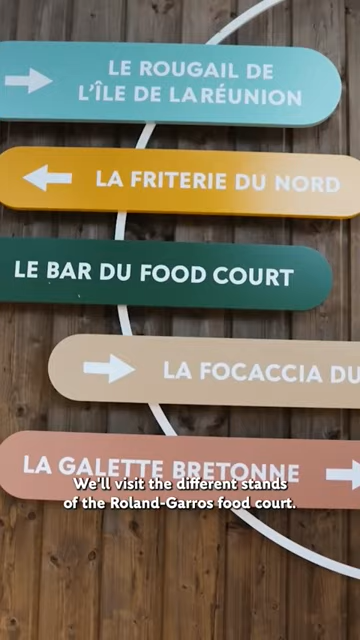 LE ROUGAIL DE
L'ÎLE DE LA RÉUNION
LA FRITERIE DU NORD
LE BAR DU FOOD COURT
LA FOCACCIA DU
LA GALETTE BRETONNE
We'll visit the different stands
of the Roland-Garros food court.